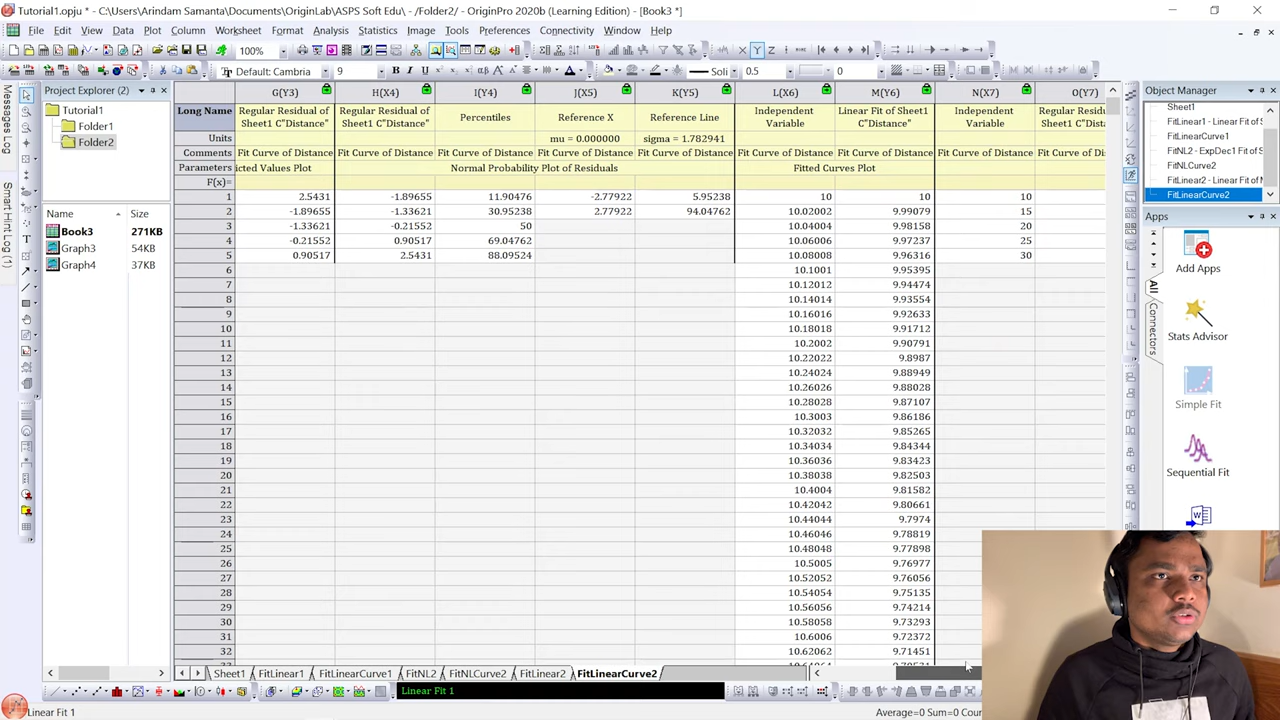 Tutorial1.opju * - C:\Users\Arindam Samanta\Documents\OriginLab\ASPS Soft Edu\ - /Folder2/ - OriginPro 2020b (Learning Edition) - [Book3 *]
File Edit View Data Plot Column Worksheet Format Analysis Statistics Image Tools Preferences Connectivity Window Help
100%
Default: Cambria 9 B I U Soli 0.5 0
Messages Log
Smart Hint Log (1)
Project Explorer (2)
Tutorial1
Folder1
Folder2
Name Size
Book3 271KB
Graph3 54KB
Graph4 37KB
G(Y3) H(X4) I(Y4) J(X5) K(Y5) L(X6) M(Y6) N(X7) O(Y7)
Long Name Regular Residual of Sheet1 C"Distance" Regular Residual of Sheet1 C"Distance" Percentiles Reference X Reference Line Independent Variable Linear Fit of Sheet1 C"Distance" Independent Variable Regular Resid Sheet1 C"Dist
Units mu = 0.000000 sigma = 1.782941
Comments Fit Curve of Distance Fit Curve of Distance Fit Curve of Distance Fit Curve of Distance Fit Curve of Distance Fit Curve of Distance Fit Curve of Distance Fit Curve of Distance Fit Curve of Di
Parameters icted Values Plot Normal Probability Plot of Residuals Fitted Curves Plot
F(x)=
1 2.5431 -1.89655 11.90476 -2.77922 5.95238 10 10 10
2 -1.89655 -1.33621 30.95238 2.77922 94.04762 10.02002 9.99079 15
3 -1.33621 -0.21552 50 10.04004 9.98158 20
4 -0.21552 0.90517 69.04762 10.06006 9.97237 25
5 0.90517 2.5431 88.09524 10.08008 9.96316 30
6 10.1001 9.95395
7 10.12012 9.94474
8 10.14014 9.93554
9 10.16016 9.92633
10 10.18018 9.91712
11 10.2002 9.90791
12 10.22022 9.8987
13 10.24024 9.88949
14 10.26026 9.88028
15 10.28028 9.87107
16 10.3003 9.86186
17 10.32032 9.85265
18 10.34034 9.84344
19 10.36036 9.83423
20 10.38038 9.82503
21 10.4004 9.81582
22 10.42042 9.80661
23 10.44044 9.7974
24 10.46046 9.78819
25 10.48048 9.77898
26 10.5005 9.76977
27 10.52052 9.76056
28 10.54054 9.75135
29 10.56056 9.74214
30 10.58058 9.73293
31 10.6006 9.72372
32 10.62062 9.71451
Sheet1 FitLinear1 FitLinearCurve1 FitNL2 FitNLCurve2 FitLinear2 FitLinearCurve2
Linear Fit 1
Linear Fit 1
Average=0 Sum=0 Coun
Object Manager
Sheet1
FitLinear1 - Linear Fit of S
FitLinearCurve1
FitNL2 - ExpDec1 Fit of S
FitNLCurve2
FitLinear2 - Linear Fit of
FitLinearCurve2
Apps
All
Connectors
Add Apps
Stats Advisor
Simple Fit
Sequential Fit